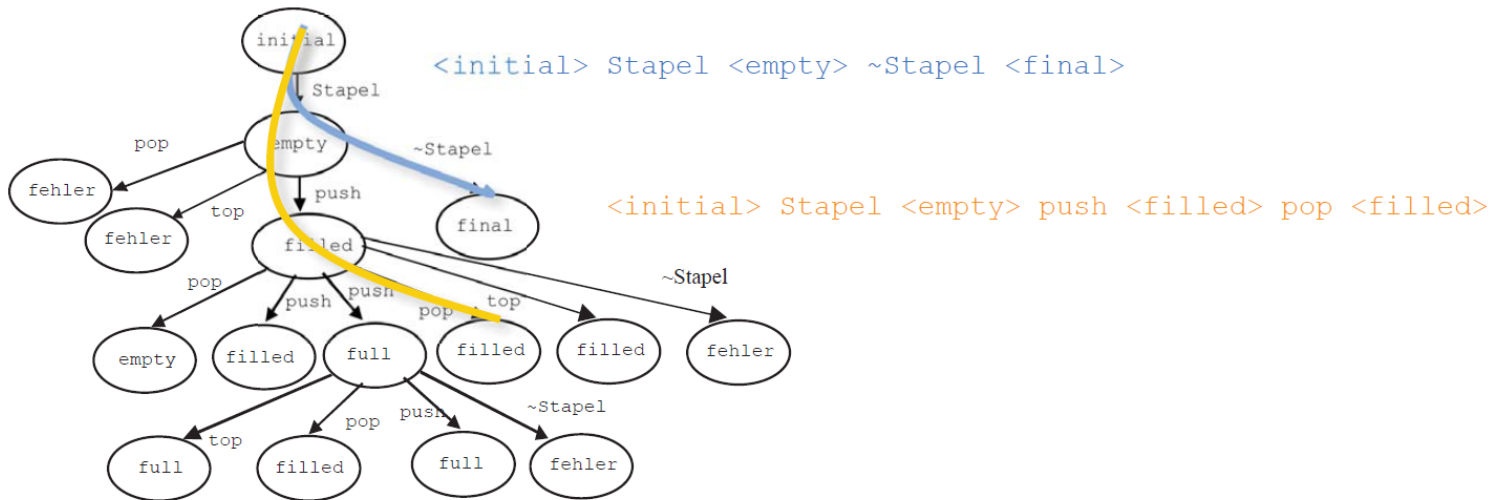 initial
<initial> Stapel <empty> ~Stapel <final>
Stapel
empty
pop
~Stapel
fehler
push
top
<initial> Stapel <empty> push <filled> pop <filled>
fehler
final
filled
~Stapel
pop
push
push
pop
top
empty
filled
full
filled
filled
fehler
top
pop
push
~Stapel
full
filled
full
fehler